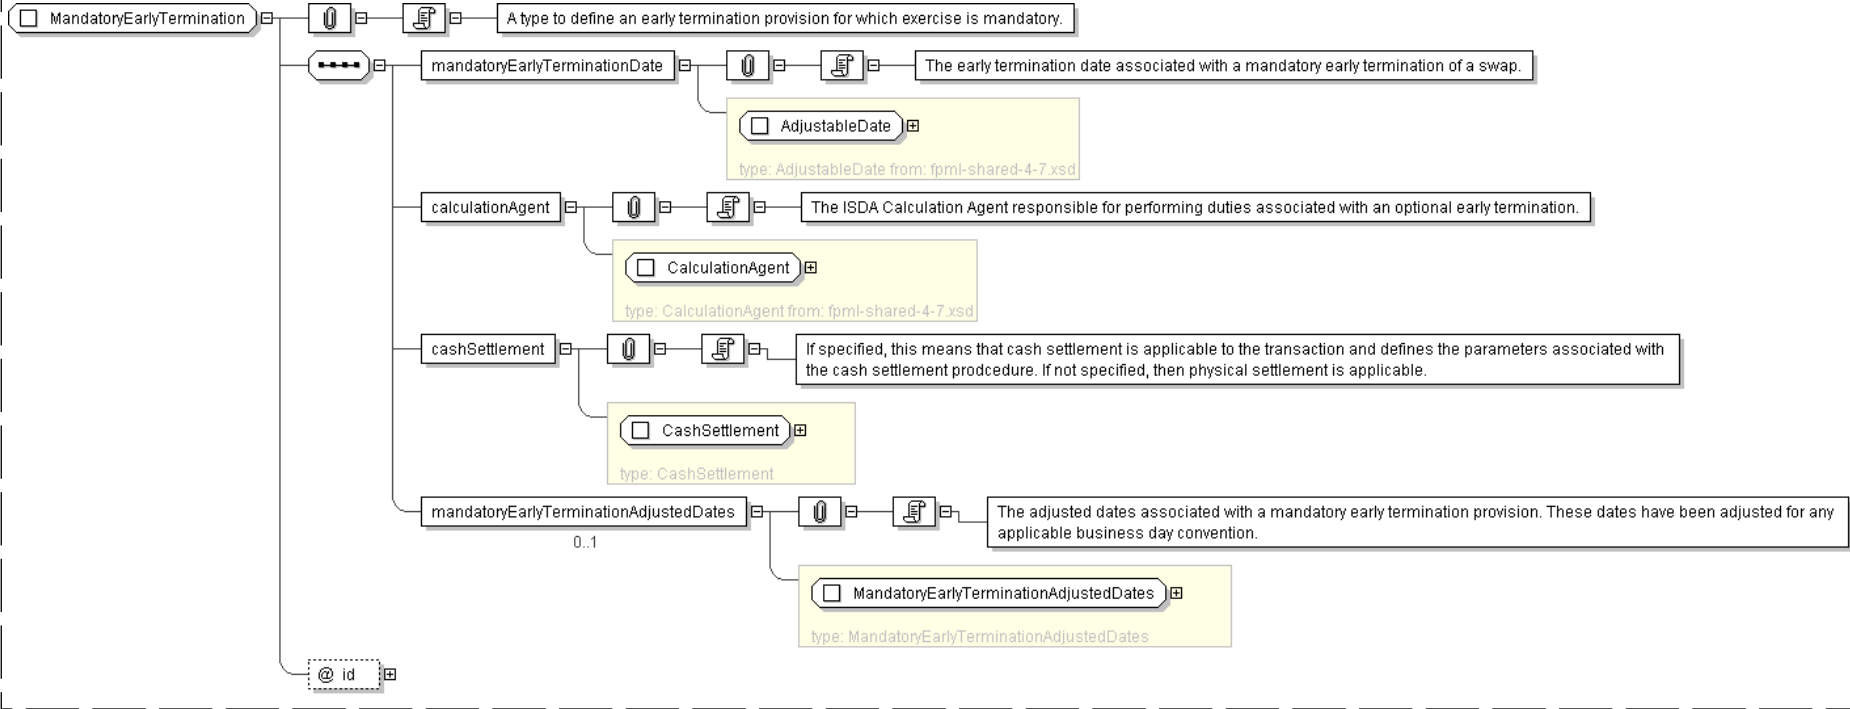 MandatoryEarlyTermination
A type to define an early termination provision for which exercise is mandatory.
mandatoryEarlyTerminationDate
The early termination date associated with a mandatory early termination of a swap.
AdjustableDate
type: AdjustableDate from: fpml-shared-4-7.xsd
calculationAgent
The ISDA Calculation Agent responsible for performing duties associated with an optional early termination.
CalculationAgent
type: CalculationAgent from: fpml-shared-4-7.xsd
cashSettlement
If specified, this means that cash settlement is applicable to the transaction and defines the parameters associated with
the cash settlement prodcedure. If not specified, then physical settlement is applicable.
CashSettlement
type: CashSettlement
mandatoryEarlyTerminationAdjustedDates
0..1
The adjusted dates associated with a mandatory early termination provision. These dates have been adjusted for any
applicable business day convention.
MandatoryEarlyTerminationAdjustedDates
type: MandatoryEarlyTerminationAdjustedDates
@ id